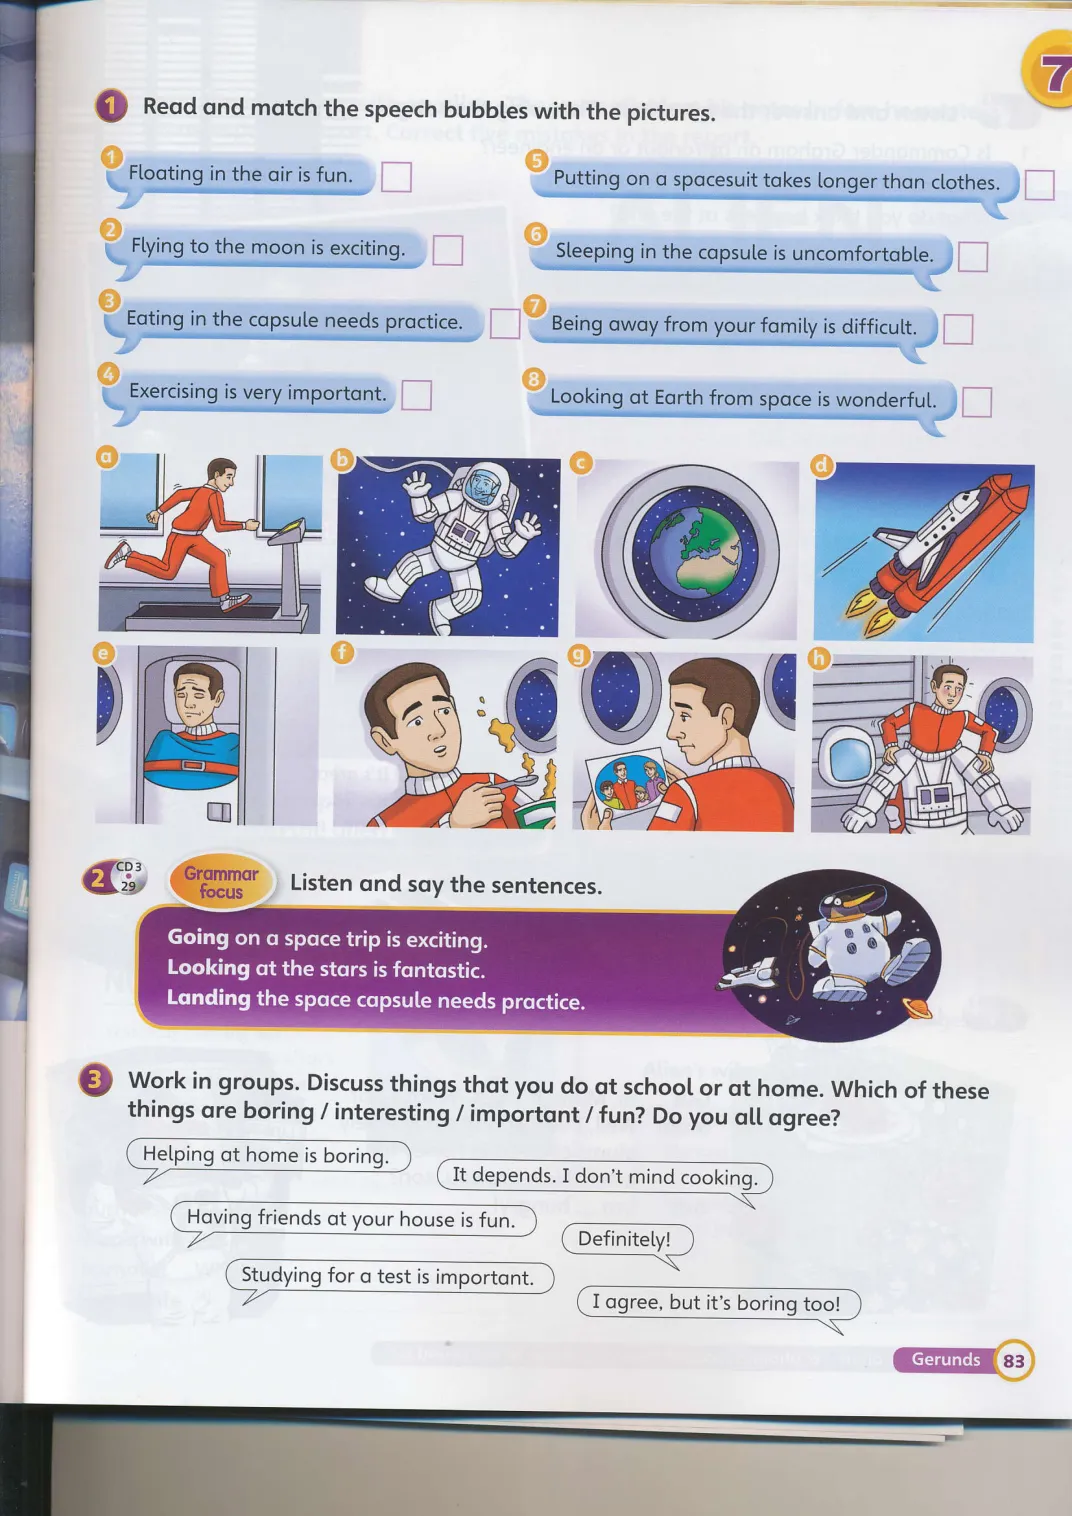 7
1 Read and match the speech bubbles with the pictures.
1 Floating in the air is fun.
2 Flying to the moon is exciting.
3 Eating in the capsule needs practice.
4 Exercising is very important.
5 Putting on a spacesuit takes longer than clothes.
6 Sleeping in the capsule is uncomfortable.
7 Being away from your family is difficult.
8 Looking at Earth from space is wonderful.
a
b
c
d
e
f
g
h
2 CD 3 29 Grammar focus Listen and say the sentences.
Going on a space trip is exciting.
Looking at the stars is fantastic.
Landing the space capsule needs practice.
3 Work in groups. Discuss things that you do at school or at home. Which of these
things are boring / interesting / important / fun? Do you all agree?
Helping at home is boring.
It depends. I don't mind cooking.
Having friends at your house is fun.
Definitely!
Studying for a test is important.
I agree, but it's boring too!
Gerunds 83